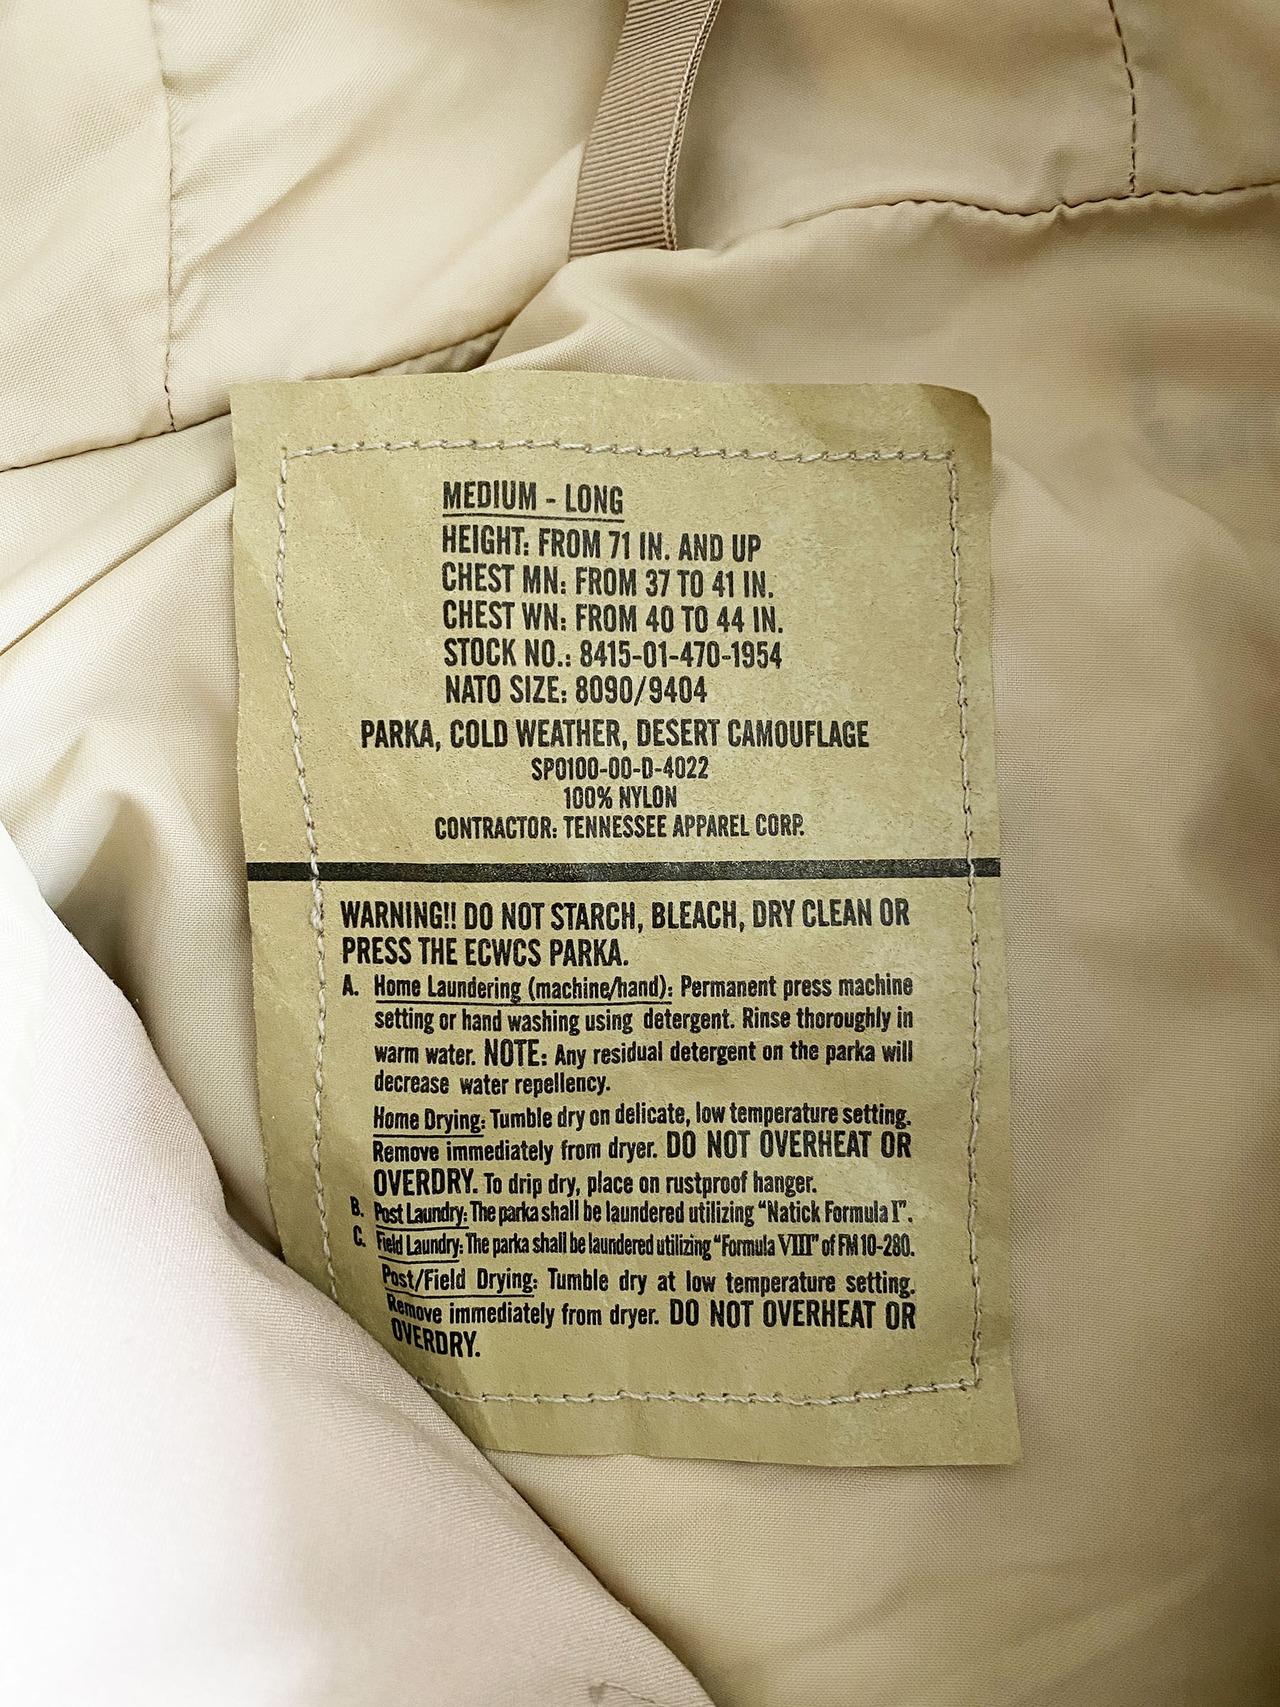 MEDIUM - LONG
HEIGHT: FROM 71 IN. AND UP
CHEST MN: FROM 37 TO 41 IN.
CHEST WN: FROM 40 TO 44 IN.
STOCK NO.: 8415-01-470-1954
NATO SIZE: 8090/9404
PARKA, COLD WEATHER, DESERT CAMOUFLAGE
SP0100-00-D-4022
100% NYLON
CONTRACTOR: TENNESSEE APPAREL CORP.
WARNING!! DO NOT STARCH, BLEACH, DRY CLEAN OR
PRESS THE ECWCS PARKA.
A. Home Laundering (machine/hand): Permanent press machine
setting or hand washing using detergent. Rinse thoroughly in
warm water. NOTE: Any residual detergent on the parka will
decrease water repellency.
Home Drying: Tumble dry on delicate, low temperature setting.
Remove immediately from dryer. DO NOT OVERHEAT OR
OVERDRY. To drip dry, place on rustproof hanger.
B. Post Laundry: The parka shall be laundered utilizing "Natick Formula I".
C. Field Laundry: The parka shall be laundered utilizing "Formula VIII" of FM 10-280.
Post/Field Drying: Tumble dry at low temperature setting.
Remove immediately from dryer. DO NOT OVERHEAT OR
OVERDRY.